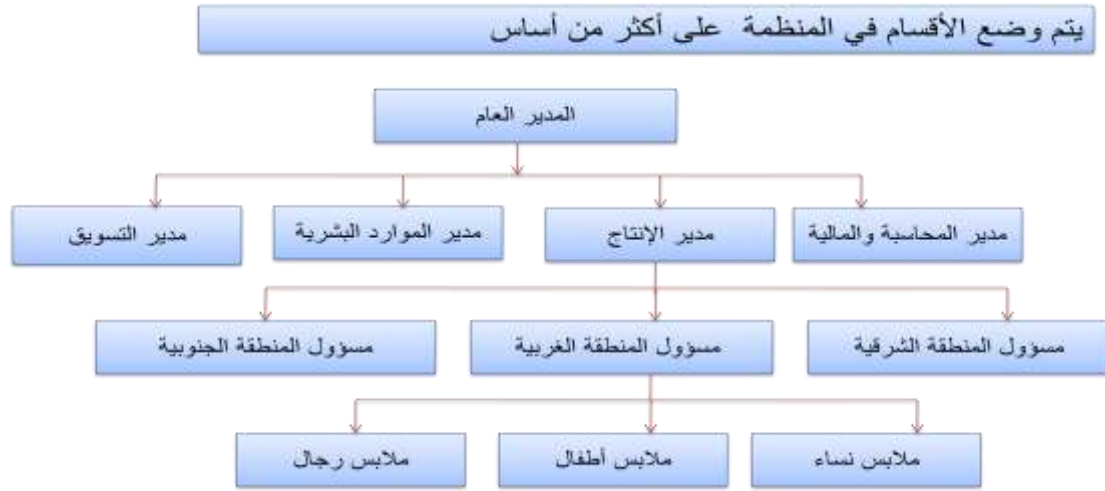 يتم وضع الأقسام في المنظمة على أكثر من أساس
المدير العام
مدير المحاسبة والمالية
مدير الإنتاج
مدير الموارد البشرية
مدير التسويق
مسؤول المنطقة الشرقية
مسؤول المنطقة الغربية
مسؤول المنطقة الجنوبية
ملابس نساء
ملابس أطفال
ملابس رجال